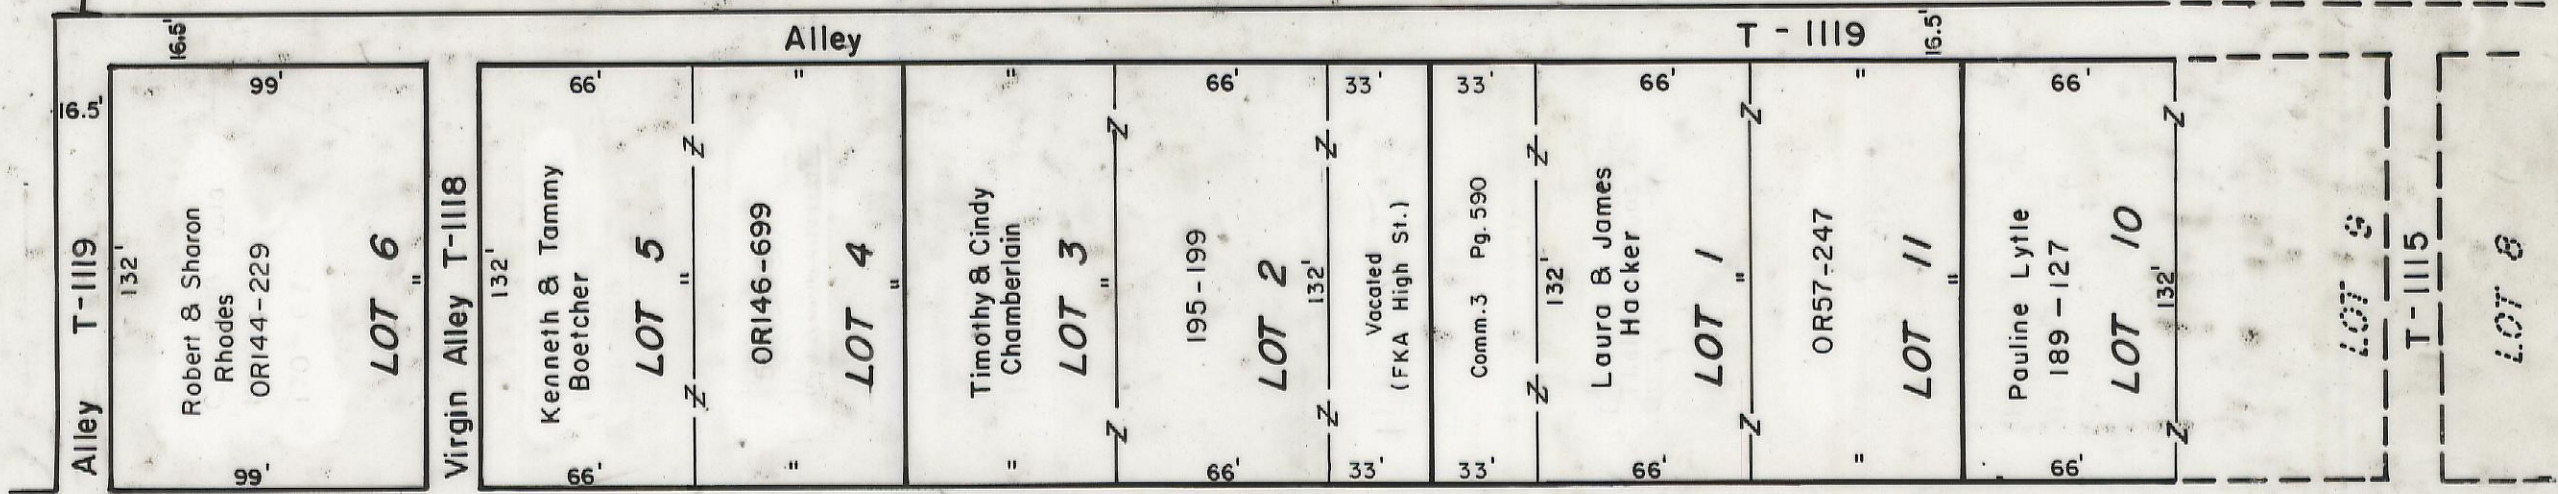 Alley
T - 1119
16.5'
16.5'
16.5'
Alley T-1119
99'
132'
Robert & Sharon
Rhodes
OR144-229
LOT 6
"
99'
Virgin Alley T-1118
66'
132'
Kenneth & Tammy
Boetcher
LOT 5
"
66'
Z
Z
"
OR146-699
LOT 4
"
"
"
Timothy & Cindy
Chamberlain
LOT 3
"
"
Z
Z
66'
195-199
LOT 2
132'
66'
Z
Z
33'
Vacated
(FKA High St.)
33'
33'
Comm.3 Pg.590
33'
Z
Z
66'
132'
Laura & James
Hacker
LOT 1
"
66'
Z
Z
"
OR57-247
LOT 11
"
"
66'
Pauline Lytle
189-127
LOT 10
132'
66'
Z
Z
LOT 9
T-1115
LOT 8